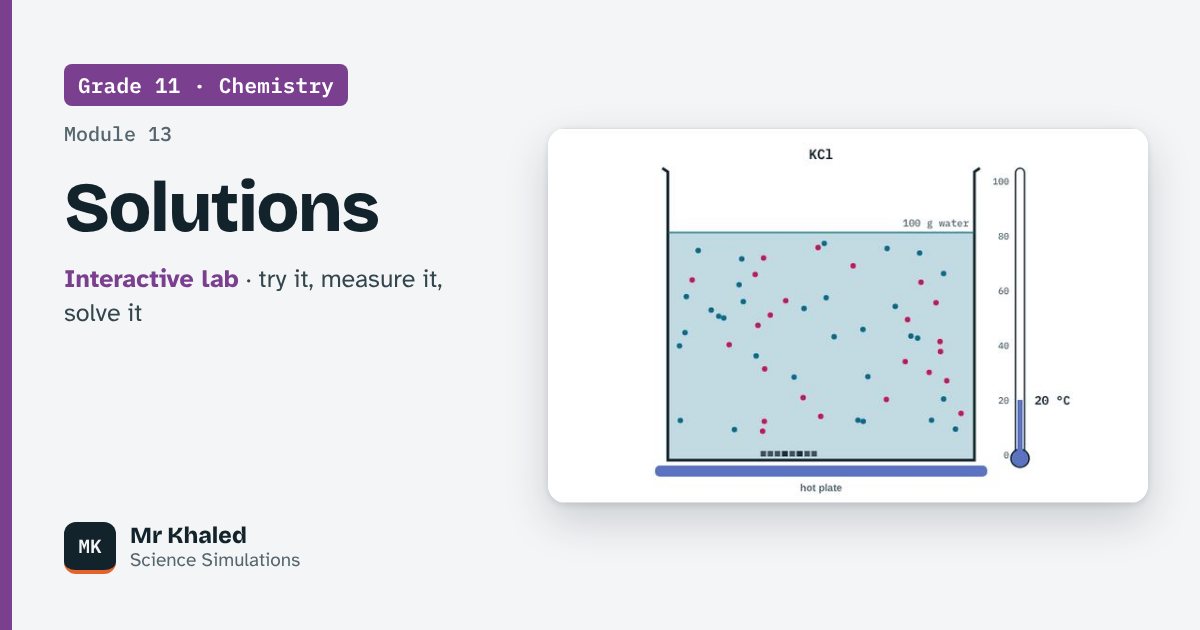 Grade 11 · Chemistry
Module 13
Solutions
Interactive lab · try it, measure it,
solve it
MK
Mr Khaled
Science Simulations
KCl
100 g water
100
80
60
40
20
0
20 °C
hot plate